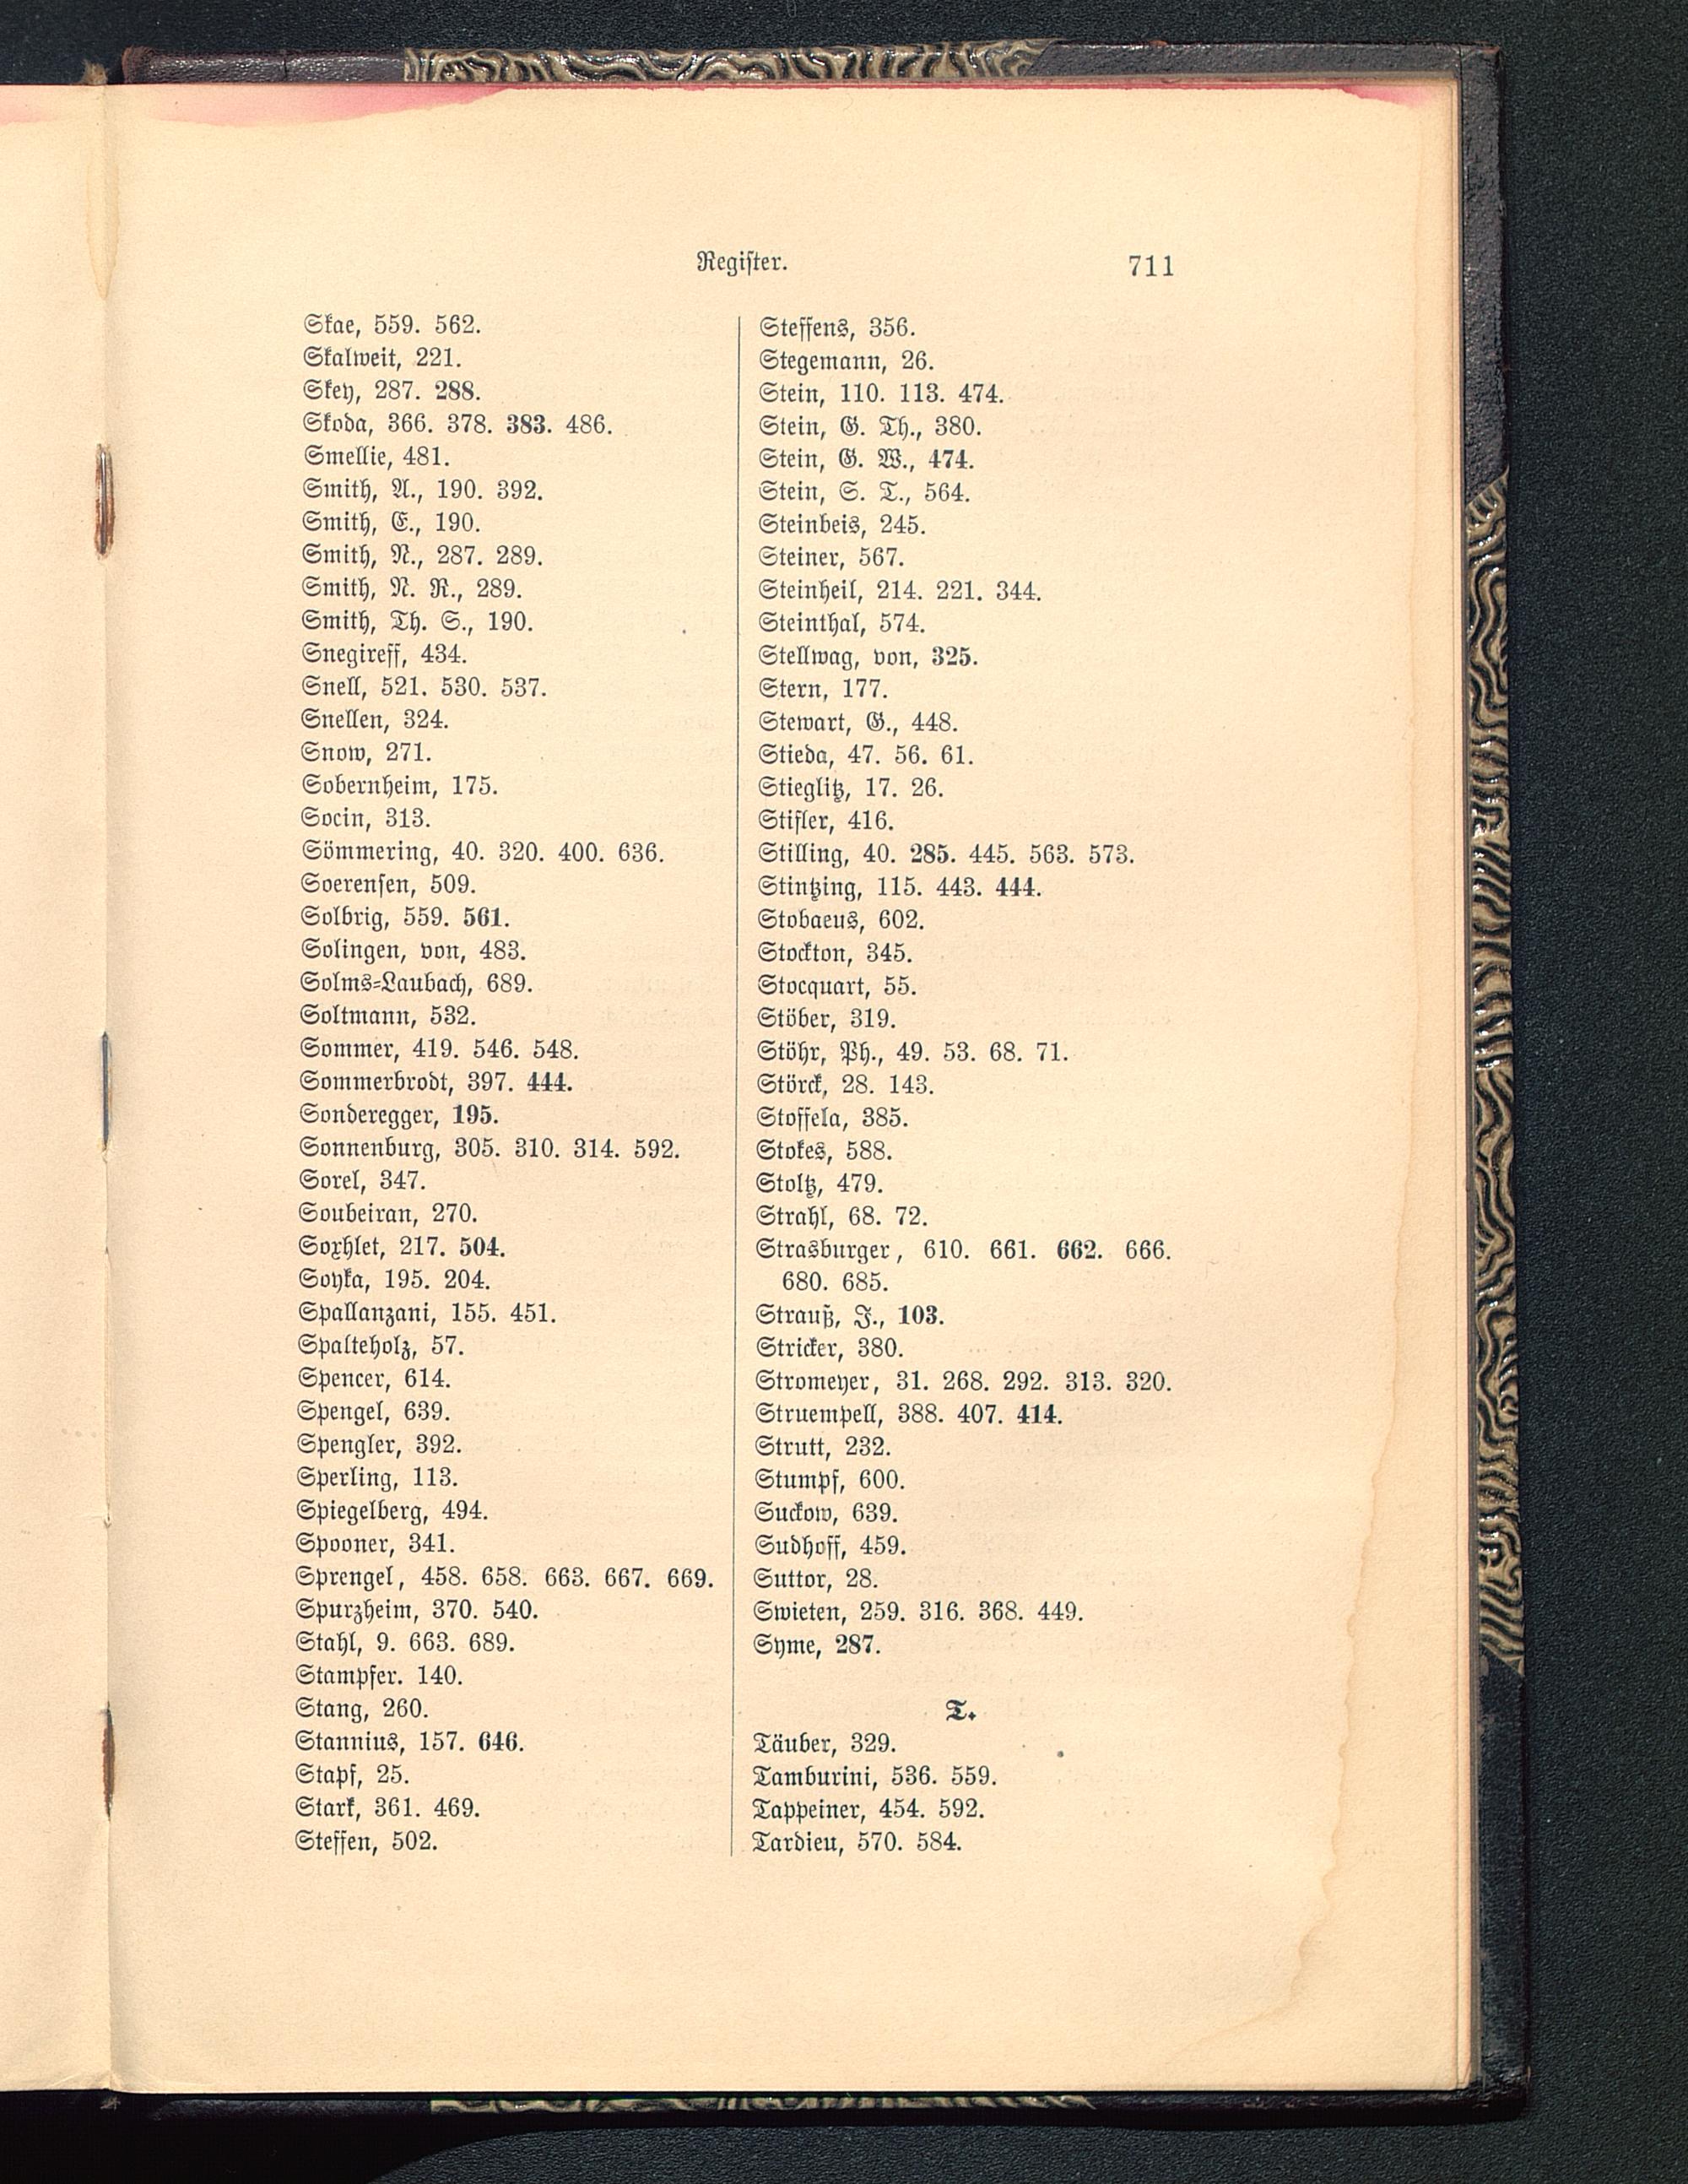 Register.
711
Skae, 559. 562.
Skalweit, 221.
Skey, 287. 288.
Skoda, 366. 378. 383. 486.
Smellie, 481.
Smith, A., 190. 392.
Smith, E., 190.
Smith, N., 287. 289.
Smith, N. R., 289.
Smith, Th. S., 190.
Snegireff, 434.
Snell, 521. 530. 537.
Snellen, 324.
Snow, 271.
Sobernheim, 175.
Socin, 313.
Sömmering, 40. 320. 400. 636.
Soerensen, 509.
Solbrig, 559. 561.
Solingen, von, 483.
Solms-Laubach, 689.
Soltmann, 532.
Sommer, 419. 546. 548.
Sommerbrodt, 397. 444.
Sonderegger, 195.
Sonnenburg, 305. 310. 314. 592.
Sorel, 347.
Soubeiran, 270.
Soxhlet, 217. 504.
Soyka, 195. 204.
Spallanzani, 155. 451.
Spalteholz, 57.
Spencer, 614.
Spengel, 639.
Spengler, 392.
Sperling, 113.
Spiegelberg, 494.
Spooner, 341.
Sprengel, 458. 658. 663. 667. 669.
Spurzheim, 370. 540.
Stahl, 9. 663. 689.
Stampfer. 140.
Stang, 260.
Stannius, 157. 646.
Stapf, 25.
Stark, 361. 469.
Steffen, 502.
Steffens, 356.
Stegemann, 26.
Stein, 110. 113. 474.
Stein, G. Th., 380.
Stein, G. W., 474.
Stein, S. T., 564.
Steinbeis, 245.
Steiner, 567.
Steinheil, 214. 221. 344.
Steinthal, 574.
Stellwag, von, 325.
Stern, 177.
Stewart, G., 448.
Stieda, 47. 56. 61.
Stieglitz, 17. 26.
Stifler, 416.
Stilling, 40. 285. 445. 563. 573.
Stintzing, 115. 443. 444.
Stobaeus, 602.
Stockton, 345.
Stocquart, 55.
Stöber, 319.
Stöhr, Ph., 49. 53. 68. 71.
Störck, 28. 143.
Stoffela, 385.
Stokes, 588.
Stoltz, 479.
Strahl, 68. 72.
Strasburger, 610. 661. 662. 666.
680. 685.
Strauß, J., 103.
Stricker, 380.
Stromeyer, 31. 268. 292. 313. 320.
Struempell, 388. 407. 414.
Strutt, 232.
Stumpf, 600.
Suckow, 639.
Sudhoff, 459.
Suttor, 28.
Swieten, 259. 316. 368. 449.
Syme, 287.
T.
Täuber, 329.
Tamburini, 536. 559.
Tappeiner, 454. 592.
Tardieu, 570. 584.